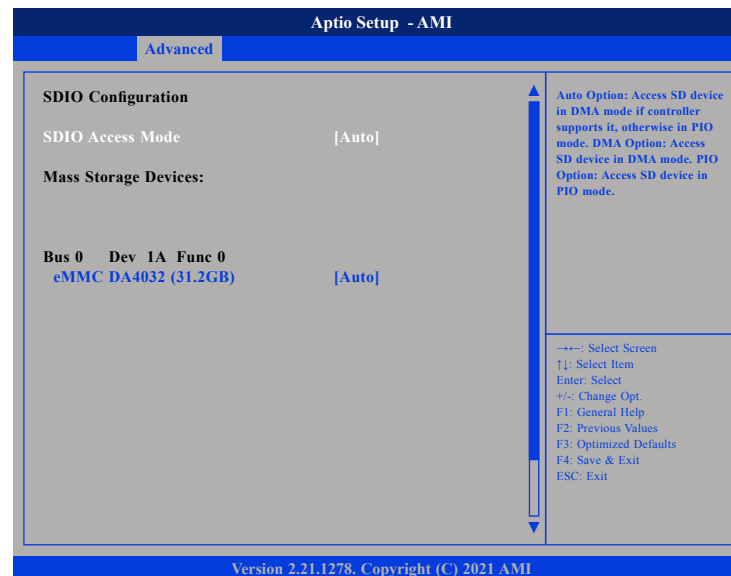 Aptio Setup - AMI
Advanced
SDIO Configuration
SDIO Access Mode [Auto]
Mass Storage Devices:
Bus 0 Dev 1A Func 0
eMMC DA4032 (31.2GB) [Auto]
Auto Option: Access SD device
in DMA mode if controller
supports it, otherwise in PIO
mode. DMA Option: Access
SD device in DMA mode. PIO
Option: Access SD device in
PIO mode.
→←: Select Screen
↑↓: Select Item
Enter: Select
+/-: Change Opt.
F1: General Help
F2: Previous Values
F3: Optimized Defaults
F4: Save & Exit
ESC: Exit
Version 2.21.1278. Copyright (C) 2021 AMI